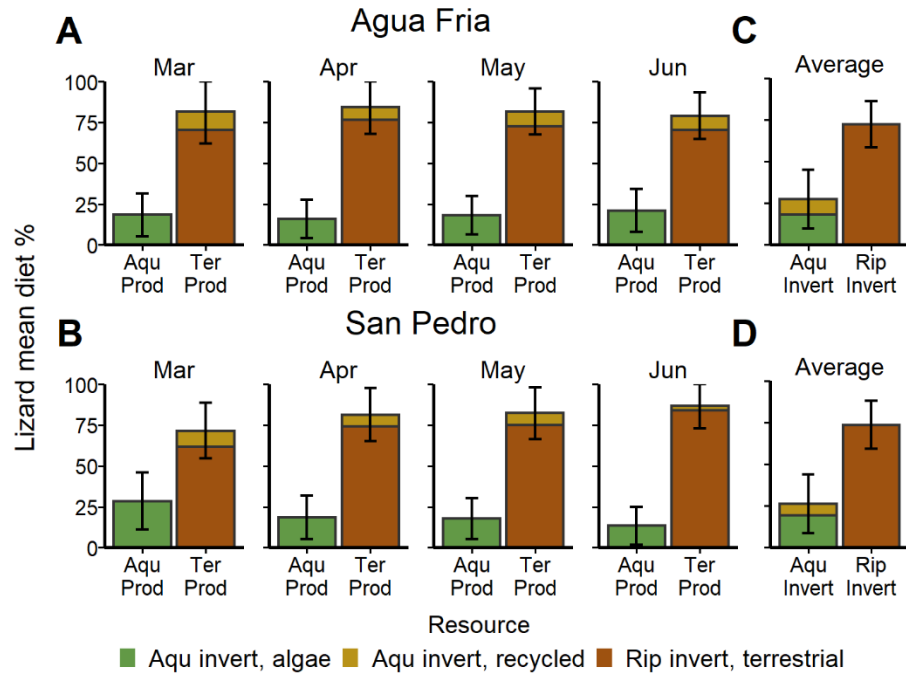 A
Agua Fria
C
Mar
Apr
May
Jun
Average
100
75
50
25
0
Aqu Prod
Ter Prod
Aqu Prod
Ter Prod
Aqu Prod
Ter Prod
Aqu Prod
Ter Prod
Aqu Invert
Rip Invert
Lizard mean diet %
B
San Pedro
D
Mar
Apr
May
Jun
Average
100
75
50
25
0
Aqu Prod
Ter Prod
Aqu Prod
Ter Prod
Aqu Prod
Ter Prod
Aqu Prod
Ter Prod
Aqu Invert
Rip Invert
Resource
Aqu invert, algae
Aqu invert, recycled
Rip invert, terrestrial